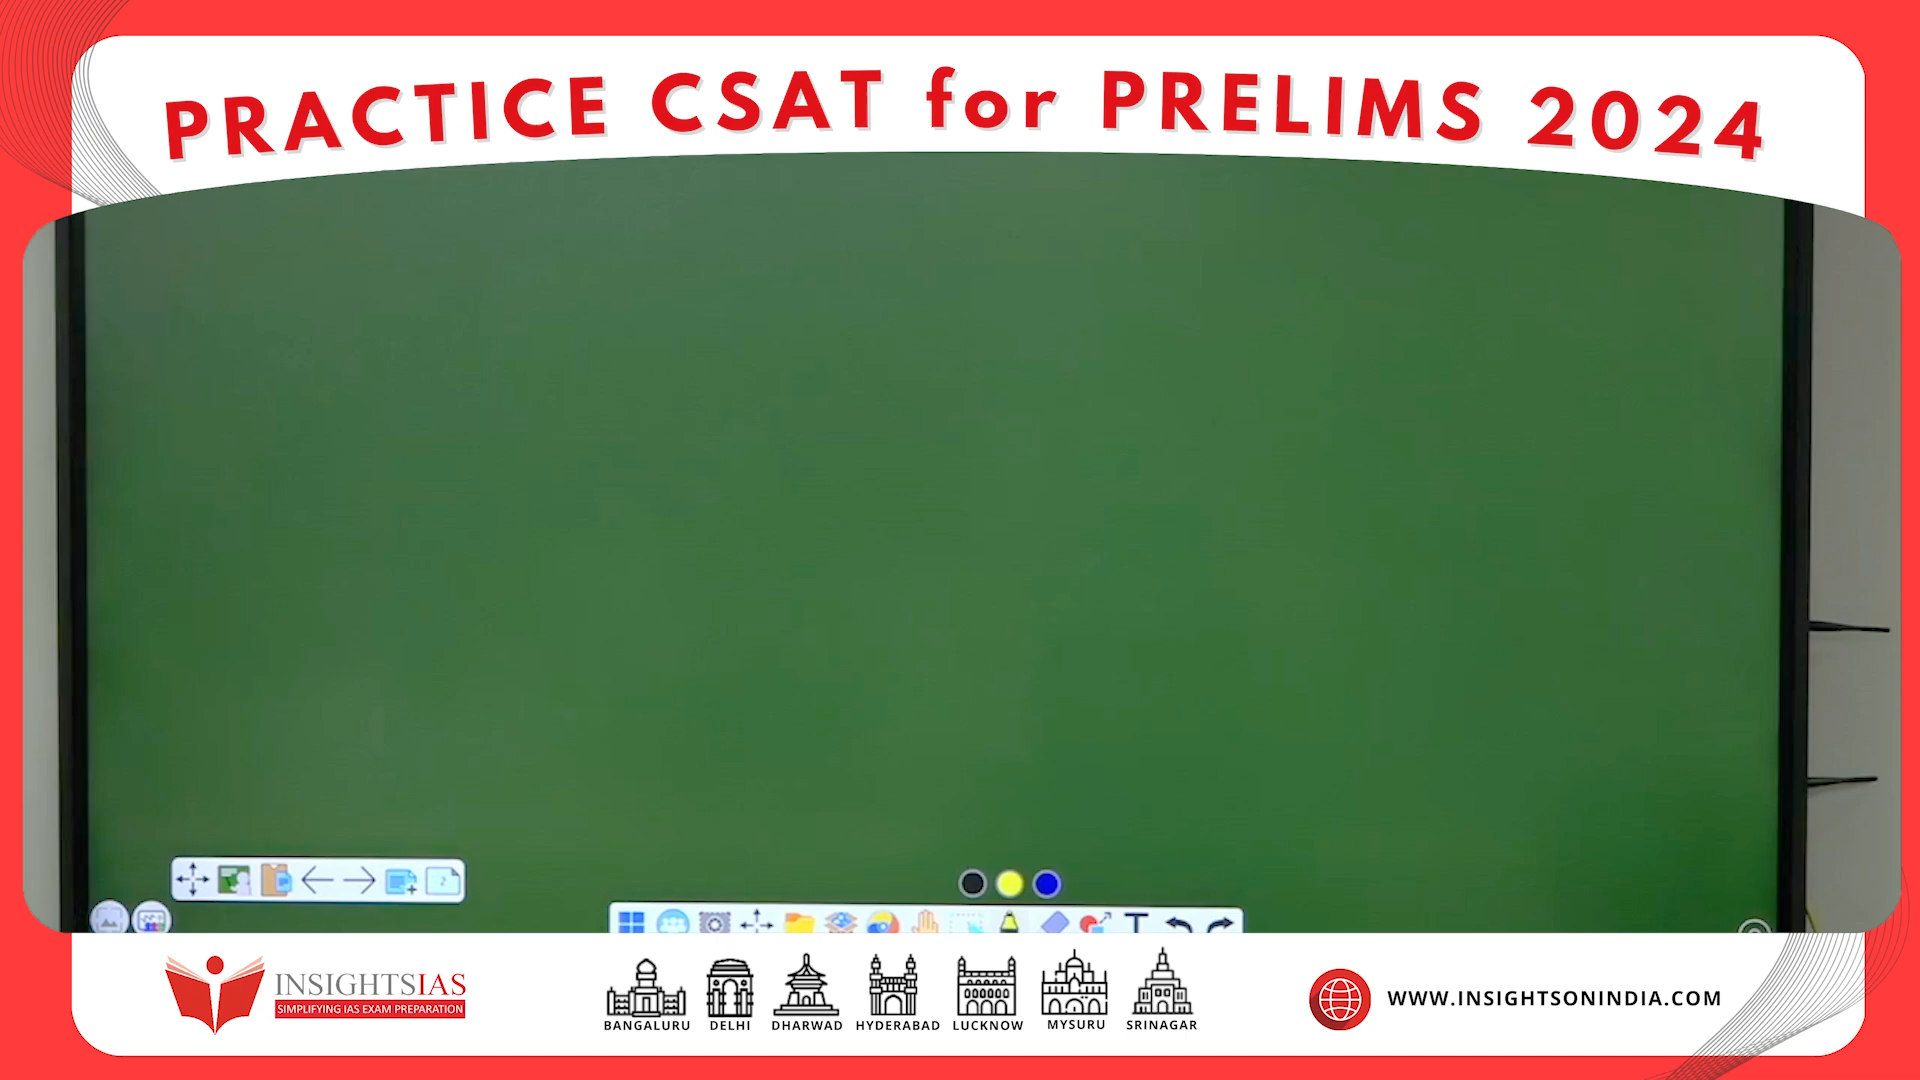 PRACTICE CSAT for PRELIMS 2024
2
T
INSIGHTSIAS
SIMPLIFYING IAS EXAM PREPARATION
BANGALURU DELHI DHARWAD HYDERABAD LUCKNOW MYSURU SRINAGAR
WWW.INSIGHTSONINDIA.COM